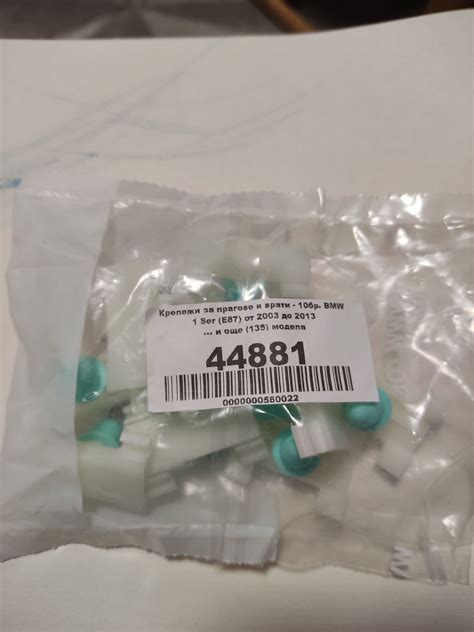 Крепежи за прагове и врати - 10бр. BMW
1 Ser (E87) от 2003 до 2013
... и още (135) модела
44881
0000000560022